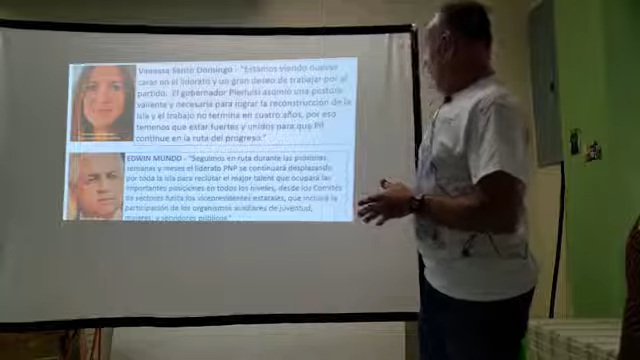 Vanessa Santo Domingo - "Estamos viendo nuevas
caras en el liderato y un gran deseo de trabajar por el
partido. El gobernador Pierluisi asumió una postura
valiente y necesaria para lograr la reconstrucción de la
isla y el trabajo no termina en cuatro años, por eso
tenemos que estar fuertes y unidos para que PR
continue en la ruta del progreso."
EDWIN MUNDO - "Seguimos en ruta durante las próximas
semanas y meses el liderato PNP se continuará desplazando
por toda la isla para reclutar el mayor talento que ocupará las
importantes posiciones en todos los niveles, desde los Comités
de sectores hasta los vicepresidentes estatales, que incluirá la
participación de los organismos auxiliares de juventud,
mujeres, y servidores públicos."